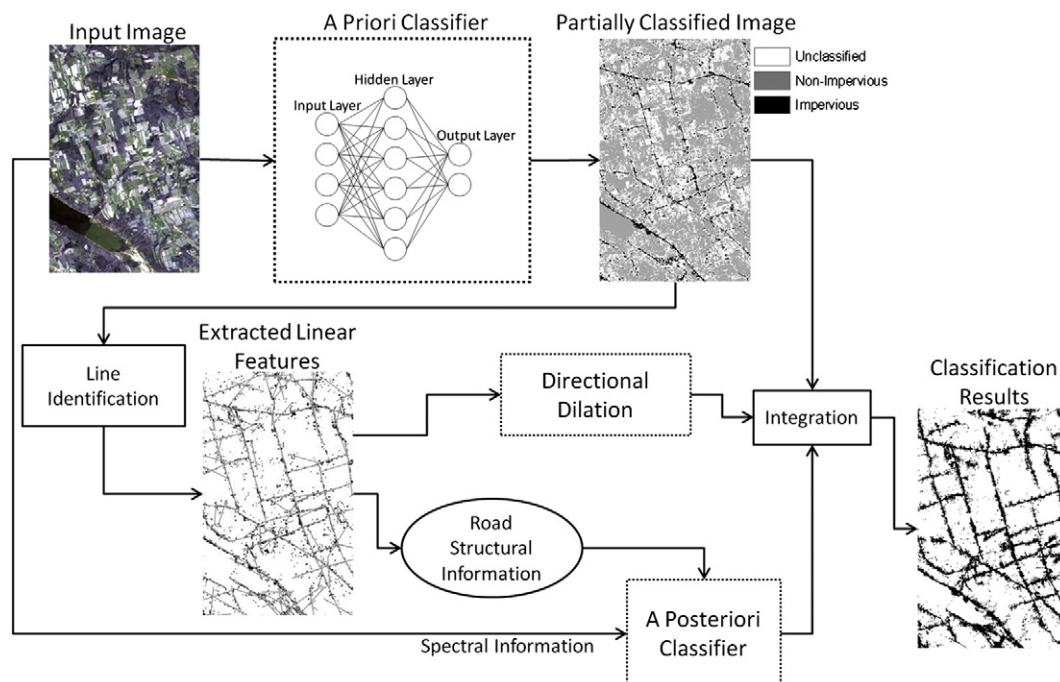 Input Image
A Priori Classifier
Partially Classified Image
Unclassified
Non-Impervious
Impervious
Hidden Layer
Input Layer
Output Layer
Line
Identification
Extracted Linear
Features
Directional
Dilation
Integration
Classification
Results
Road
Structural
Information
Spectral Information
A Posteriori
Classifier